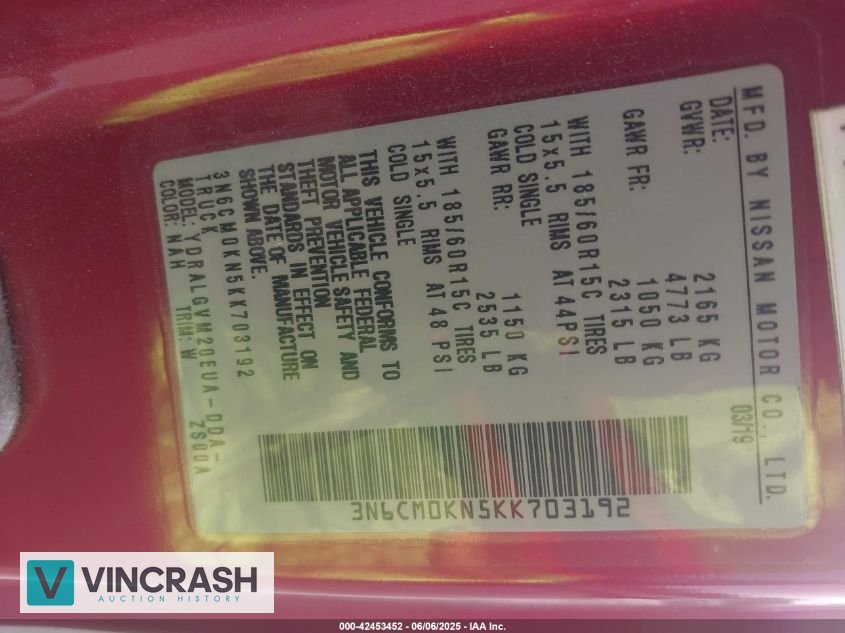 MFD. BY NISSAN MOTOR CO., LTD.
DATE: 03/19
GVWR: 2165 KG
4773 LB
GAWR FR: 1050 KG
2315 LB
WITH 185/60R15C TIRES
15x5.5 RIMS AT 44PSI
COLD SINGLE
GAWR RR: 1150 KG
2535 LB
WITH 185/60R15C TIRES
15x5.5 RIMS AT 48 PSI
COLD SINGLE
THIS VEHICLE CONFORMS TO
ALL APPLICABLE FEDERAL
MOTOR VEHICLE SAFETY AND
THEFT PREVENTION
STANDARDS IN EFFECT ON
THE DATE OF MANUFACTURE
SHOWN ABOVE.
3N6CM0KN5KK703192
TRUCK
MODEL: YDRALGVM20EUA-DDA-
COLOR: NAH TRIM: W ZS00A
3N6CM0KN5KK703192
VINCRASH
AUCTION HISTORY
000-42453452 - 06/06/2025 - IAA Inc.